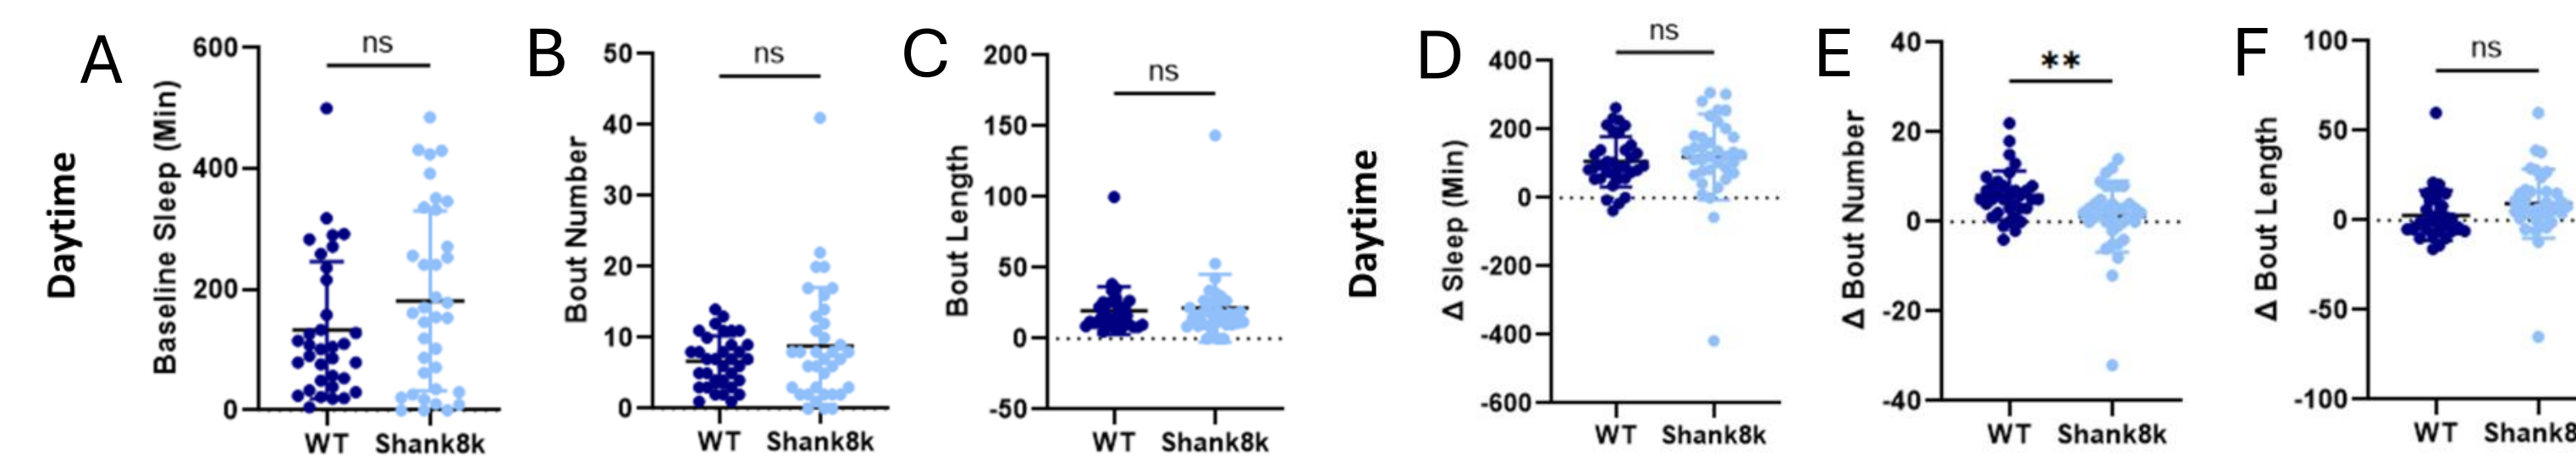 A
Daytime
Baseline Sleep (Min)
600
400
200
0
ns
WT
Shank8k
B
Bout Number
50
40
30
20
10
0
ns
WT
Shank8k
C
Bout Length
200
150
100
50
0
-50
ns
WT
Shank8k
D
Daytime
Δ Sleep (Min)
400
200
0
-200
-400
-600
ns
WT
Shank8k
E
Δ Bout Number
40
20
0
-20
-40
**
WT
Shank8k
F
Δ Bout Length
100
50
0
-50
-100
ns
WT
Shank8